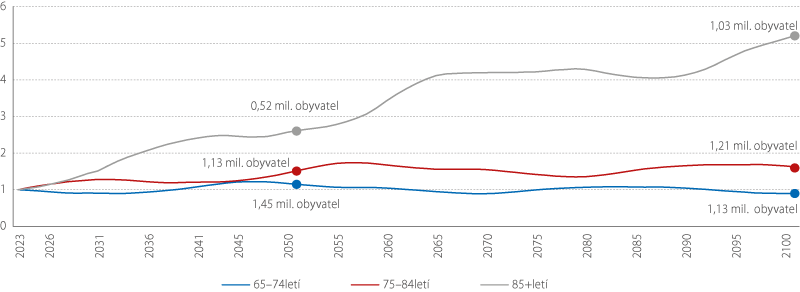 6
1,03 mil. obyvatel
5
4
0,52 mil. obyvatel
3
1,13 mil. obyvatel
1,21 mil. obyvatel
2
1
1,45 mil. obyvatel
1,13 mil. obyvatel
0
2023 2026 2031 2036 2041 2045 2050 2055 2060 2065 2070 2075 2080 2085 2090 2095 2100
65–74letí 75–84letí 85+letí